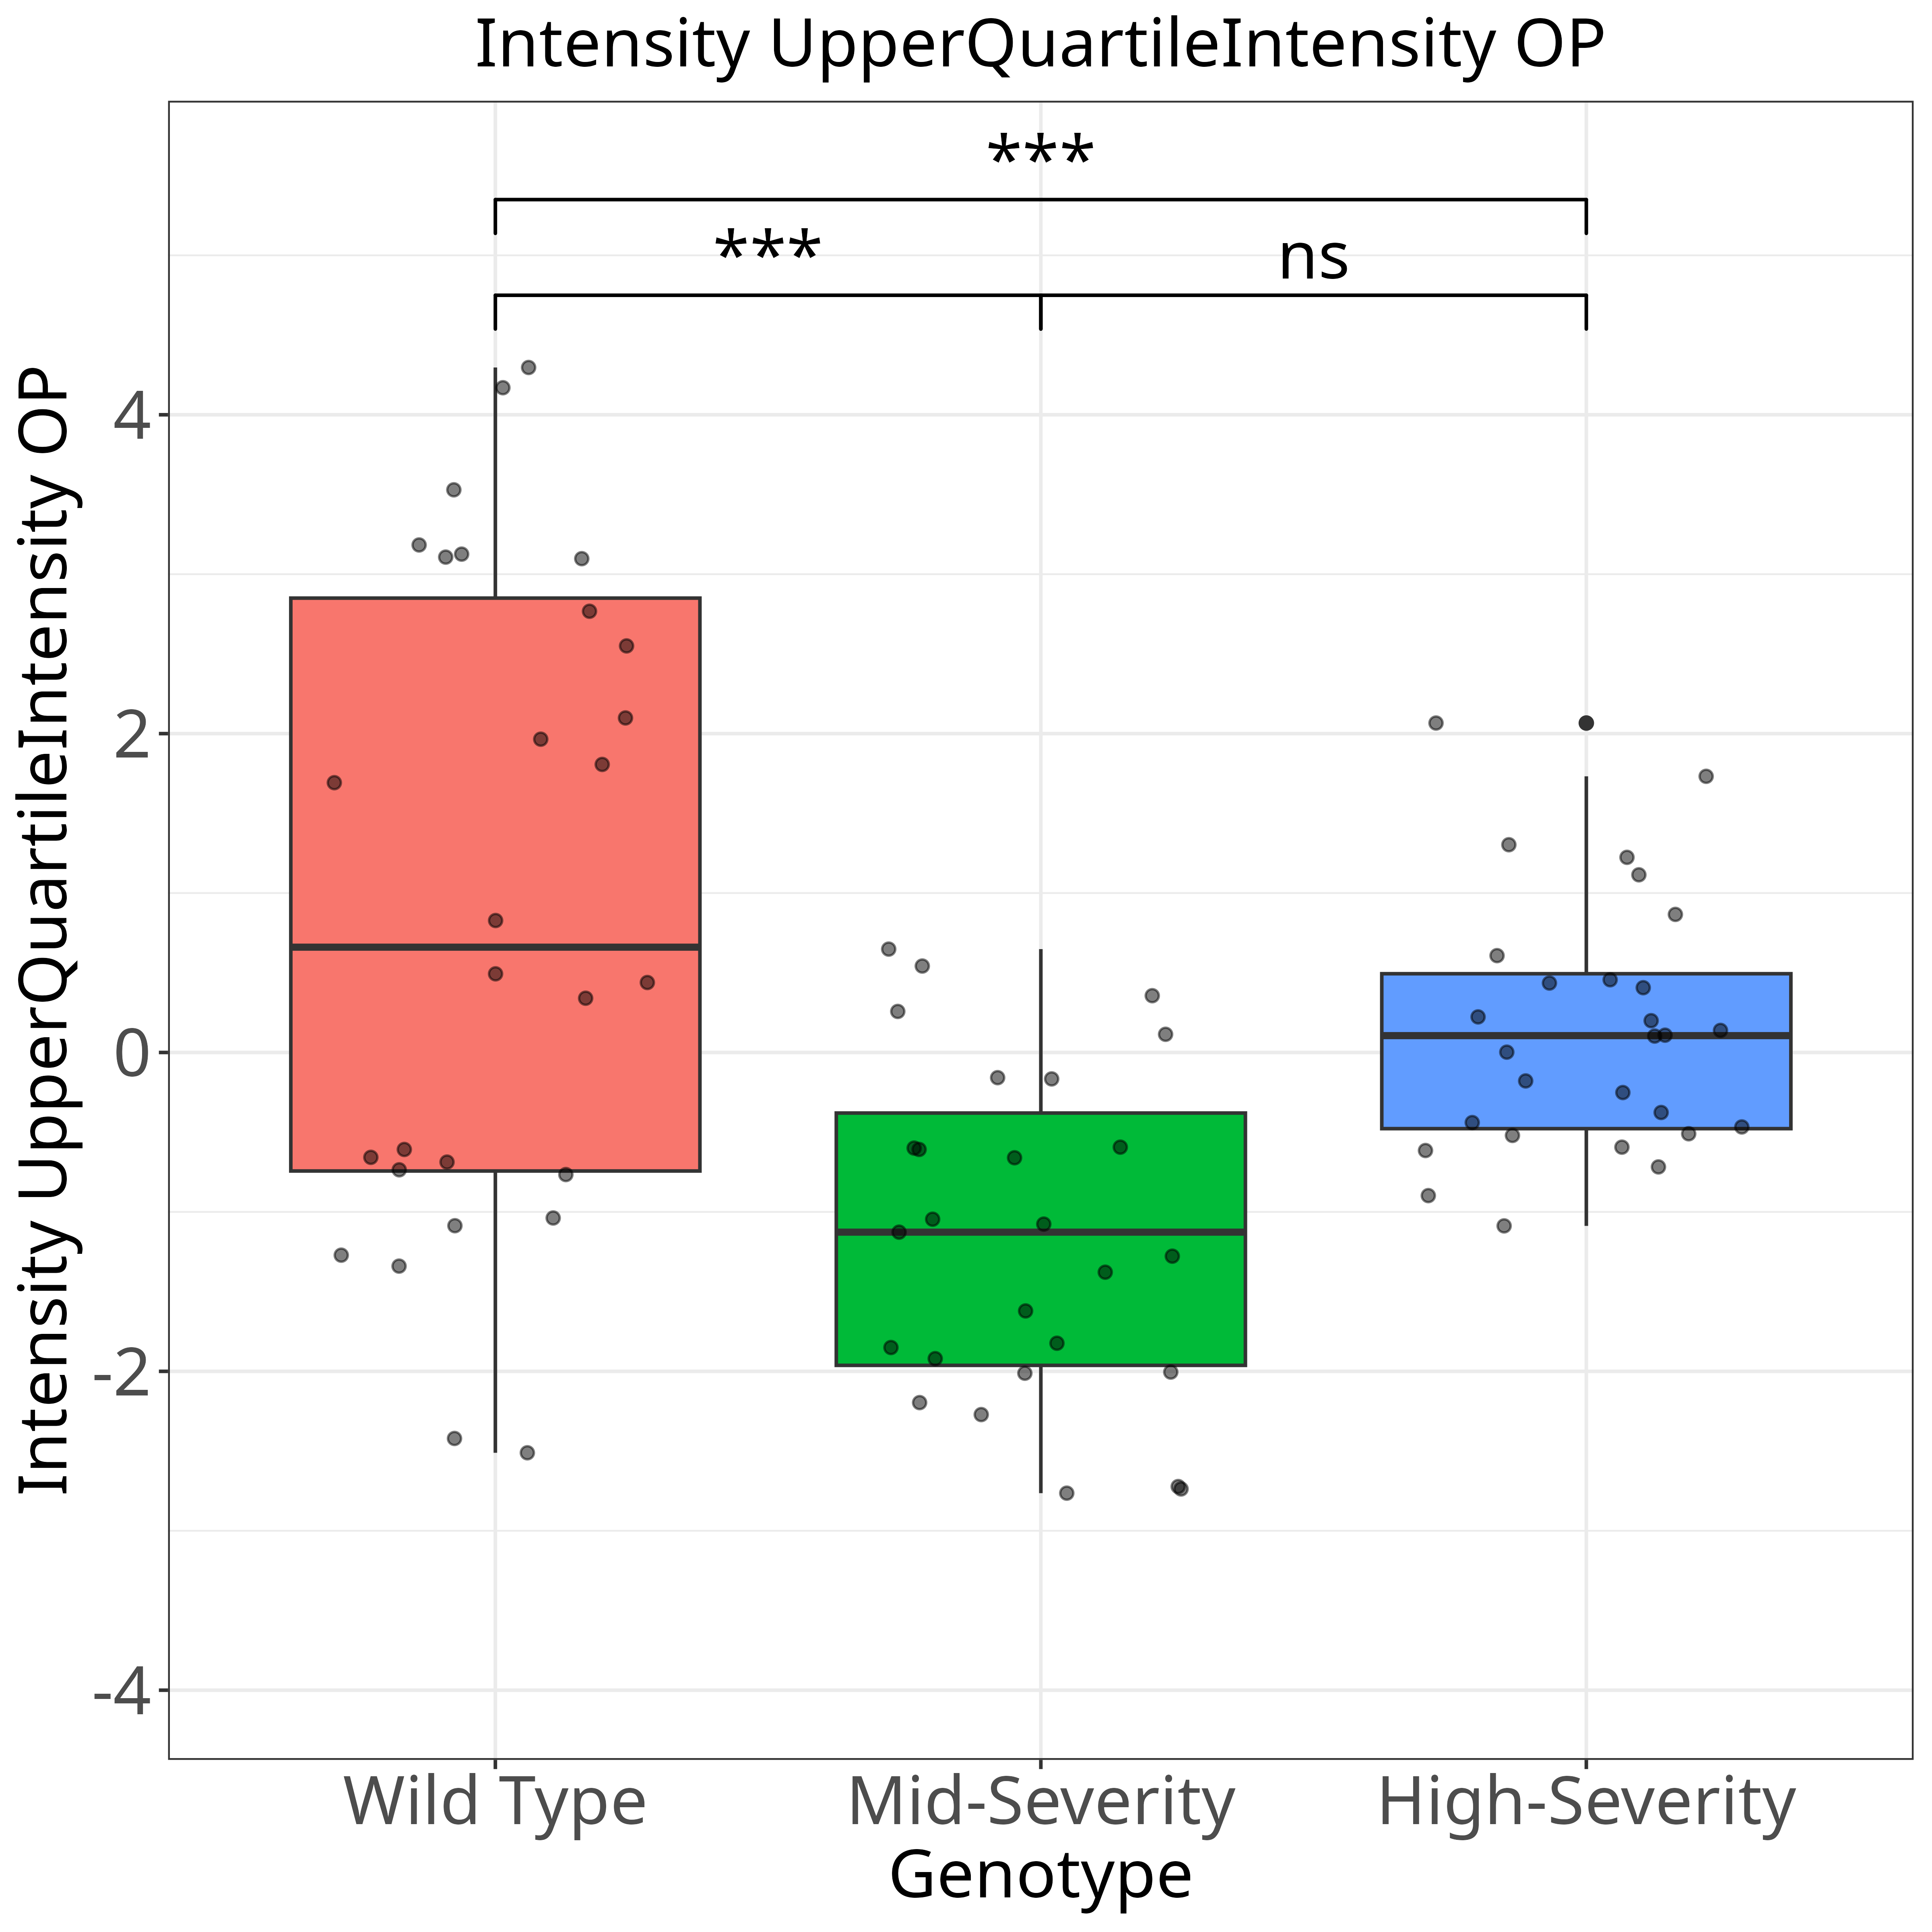 Intensity UpperQuartileIntensity OP
***
***
ns
Intensity UpperQuartileIntensity OP
4
2
0
-2
-4
Wild Type
Mid-Severity
High-Severity
Genotype